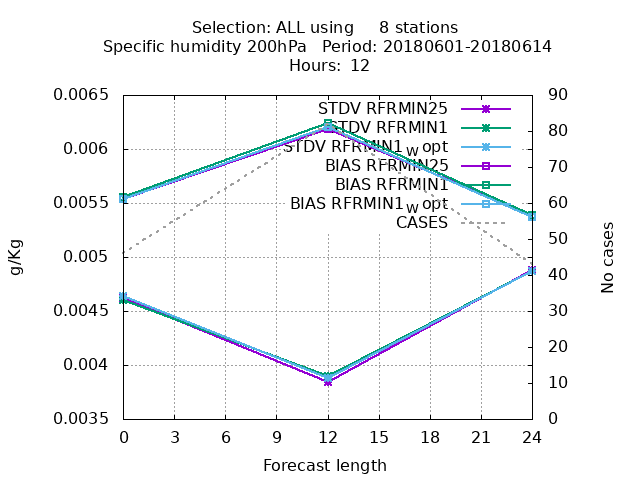 Selection: ALL using     8 stations
Specific humidity 200hPa   Period: 20180601-20180614
Hours: 12
0.0065
0.006
0.0055
0.005
0.0045
0.004
0.0035
g/Kg
STDV RFRMIN25
STDV RFRMIN1
STDV RFRMIN1w opt
BIAS RFRMIN25
BIAS RFRMIN1
BIAS RFRMIN1w opt
CASES
90
80
70
60
50
40
30
20
10
0
No cases
0 3 6 9 12 15 18 21 24
Forecast length